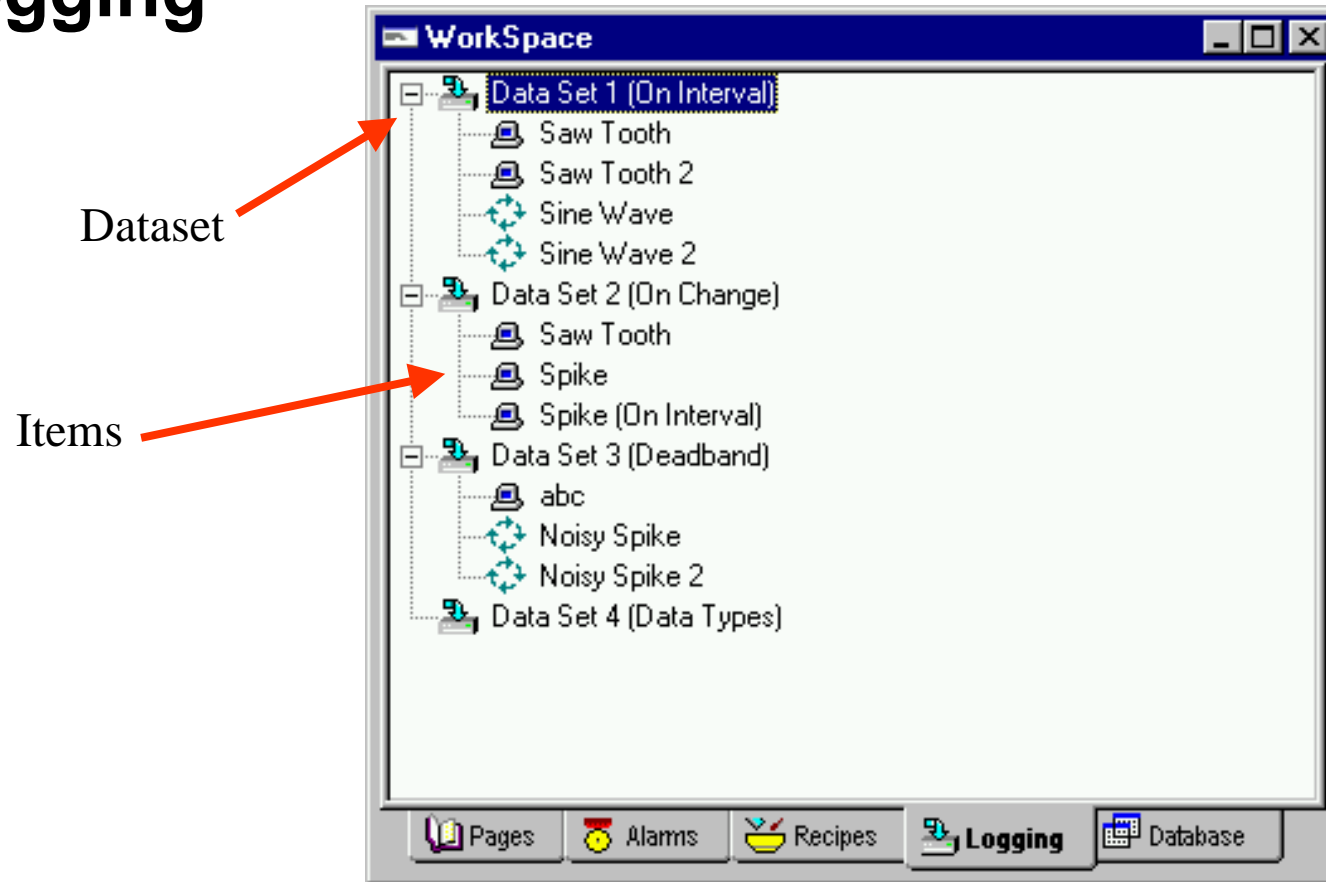 gging
WorkSpace
Data Set 1 (On Interval)
Saw Tooth
Saw Tooth 2
Sine Wave
Sine Wave 2
Data Set 2 (On Change)
Saw Tooth
Spike
Spike (On Interval)
Data Set 3 (Deadband)
abc
Noisy Spike
Noisy Spike 2
Data Set 4 (Data Types)
Dataset
Items
Pages Alarms Recipes Logging Database